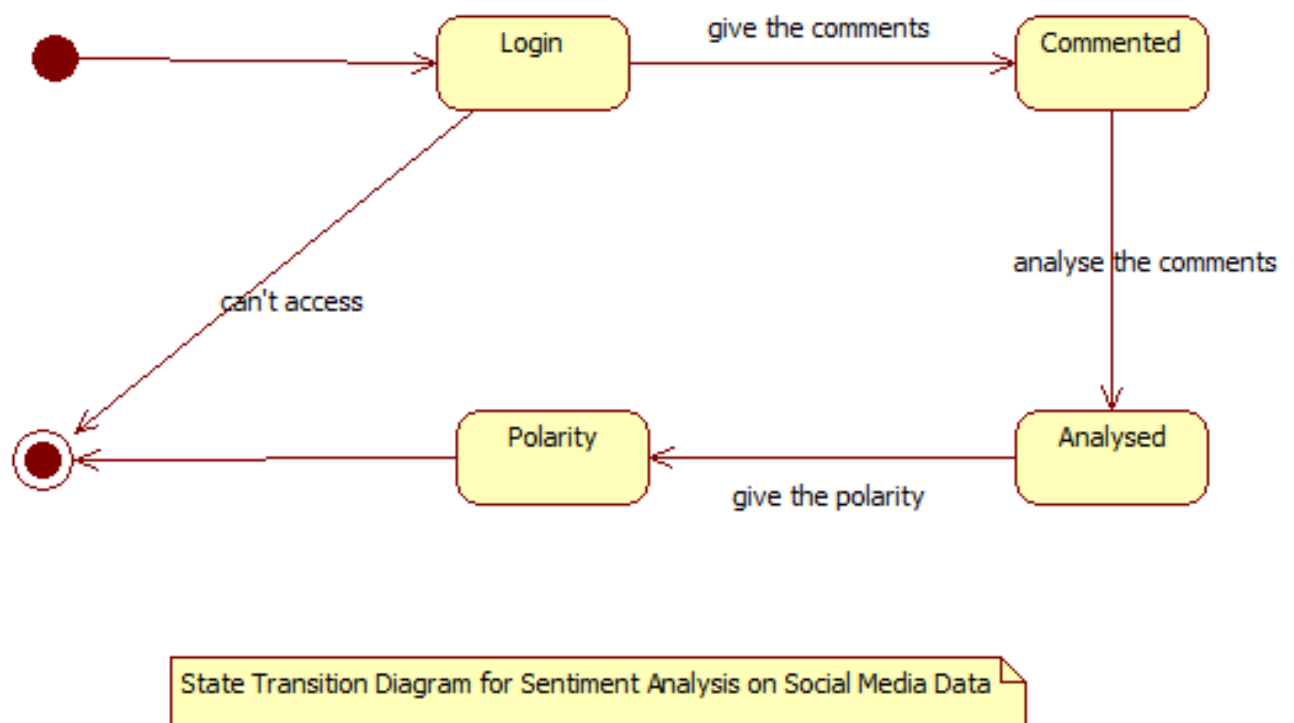 Login
give the comments
Commented
analyse the comments
can't access
Polarity
Analysed
give the polarity
State Transition Diagram for Sentiment Analysis on Social Media Data